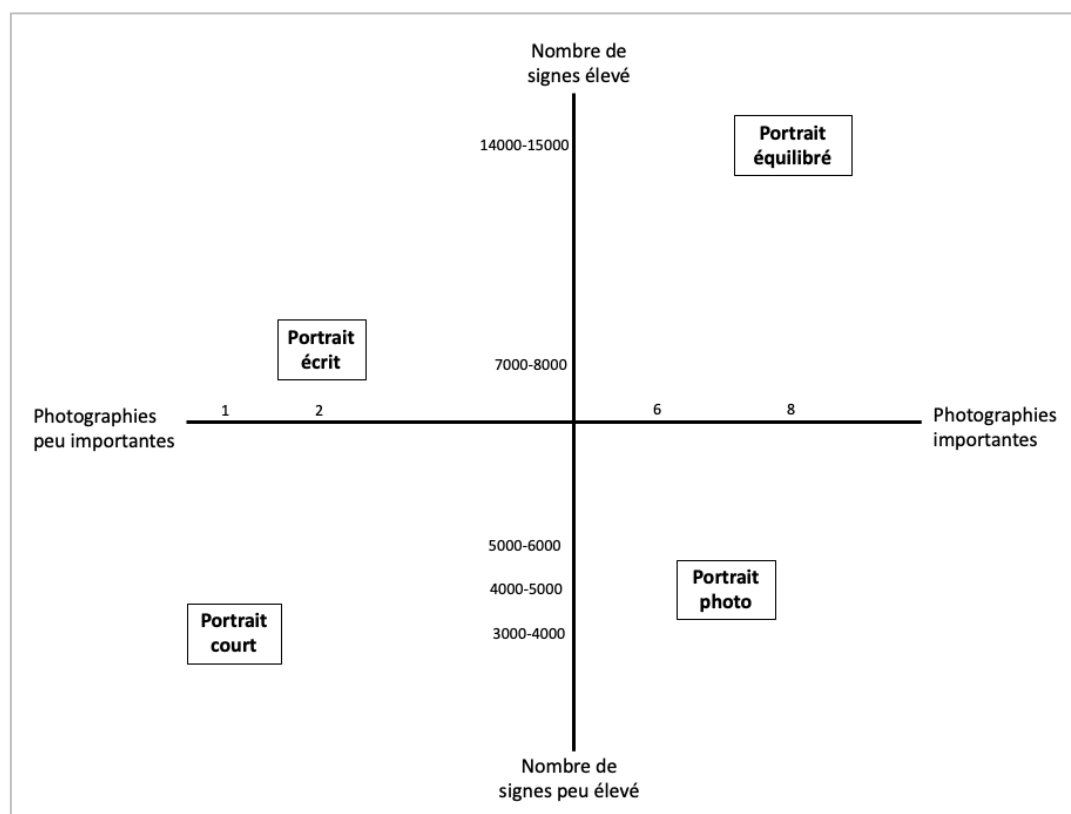 Nombre de
signes élevé
14000-15000
Portrait
équilibré
Portrait
écrit
7000-8000
Photographies
peu importantes
1
2
6
8
Photographies
importantes
5000-6000
4000-5000
3000-4000
Portrait
photo
Portrait
court
Nombre de
signes peu élevé